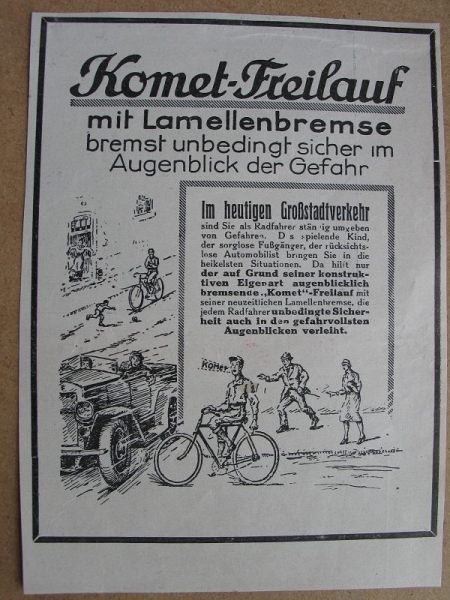 Komet-Freilauf
mit Lamellenbremse
bremst unbedingt sicher im
Augenblick der Gefahr
Im heutigen Großstadtverkehr
sind Sie als Radfahrer stän ig umgeben
von Gefahren. D s spielende Kind,
der sorglose Fußgänger, der rücksichts-
lose Automobilist bringen Sie in die
heikelsten Situationen. Da hilft nur
der auf Grund seiner konstruk-
tiven Eigenart augenblicklich
bremsende „Komet"-Freilauf mit
seiner neuzeitlichen Lamellenbremse, die
jedem Radfahrer unbedingte Sicher-
heit auch in den gefahrvollsten
Augenblicken verleiht.
KOMET